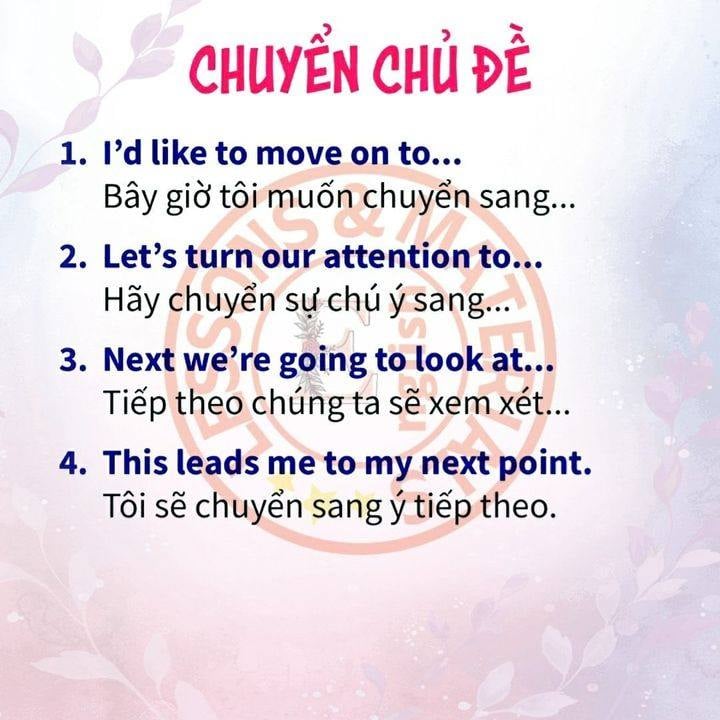 CHUYỂN CHỦ ĐỀ
1. I’d like to move on to...
Bây giờ tôi muốn chuyển sang...
2. Let’s turn our attention to...
Hãy chuyển sự chú ý sang...
3. Next we’re going to look at...
Tiếp theo chúng ta sẽ xem xét...
4. This leads me to my next point.
Tôi sẽ chuyển sang ý tiếp theo.
LESSONS & MATERIALS
English